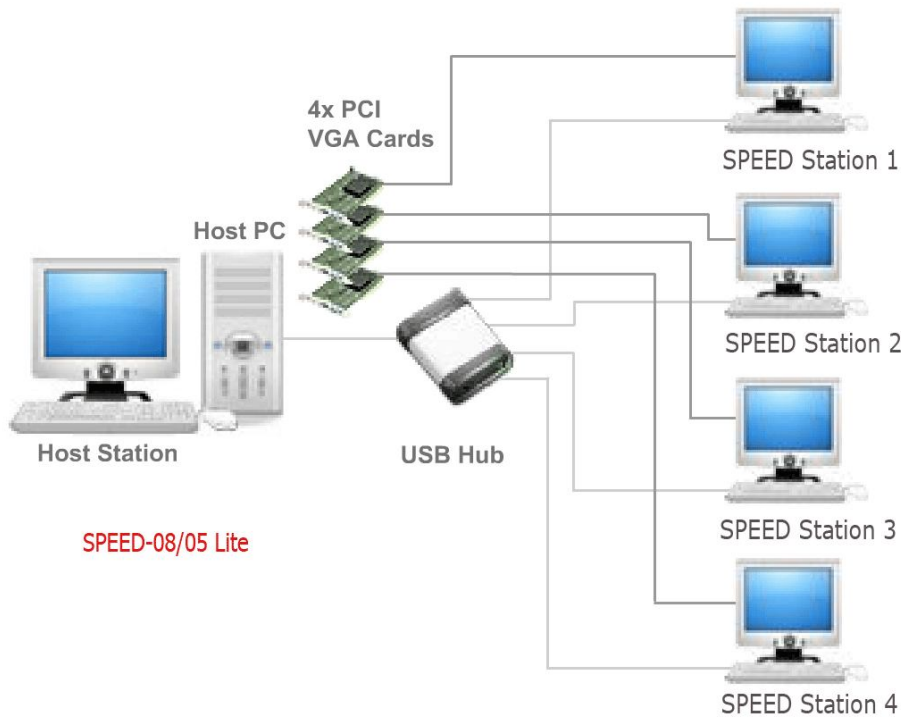 4x PCI
VGA Cards
SPEED Station 1
Host PC
SPEED Station 2
Host Station
USB Hub
SPEED Station 3
SPEED-08/05 Lite
SPEED Station 4